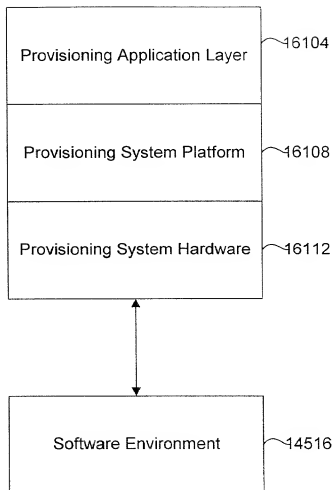 Provisioning Application Layer 16104
Provisioning System Platform 16108
Provisioning System Hardware 16112
Software Environment 14516